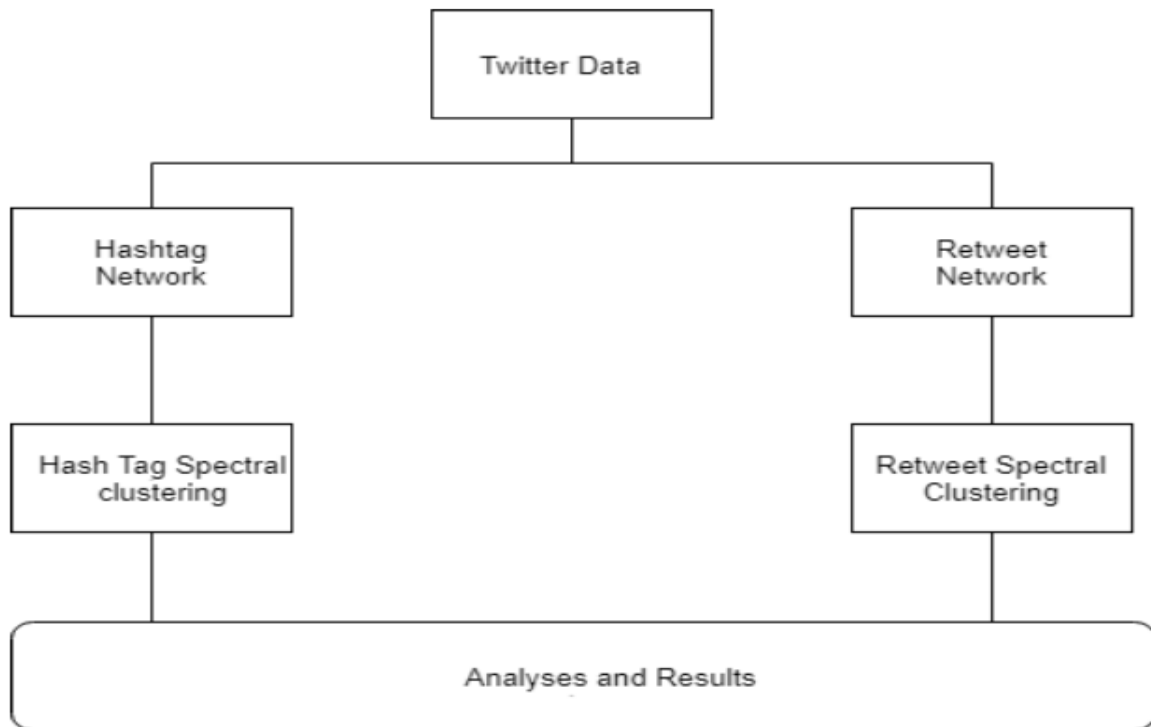 Twitter Data
Hashtag
Network
Retweet
Network
Hash Tag Spectral
clustering
Retweet Spectral
Clustering
Analyses and Results